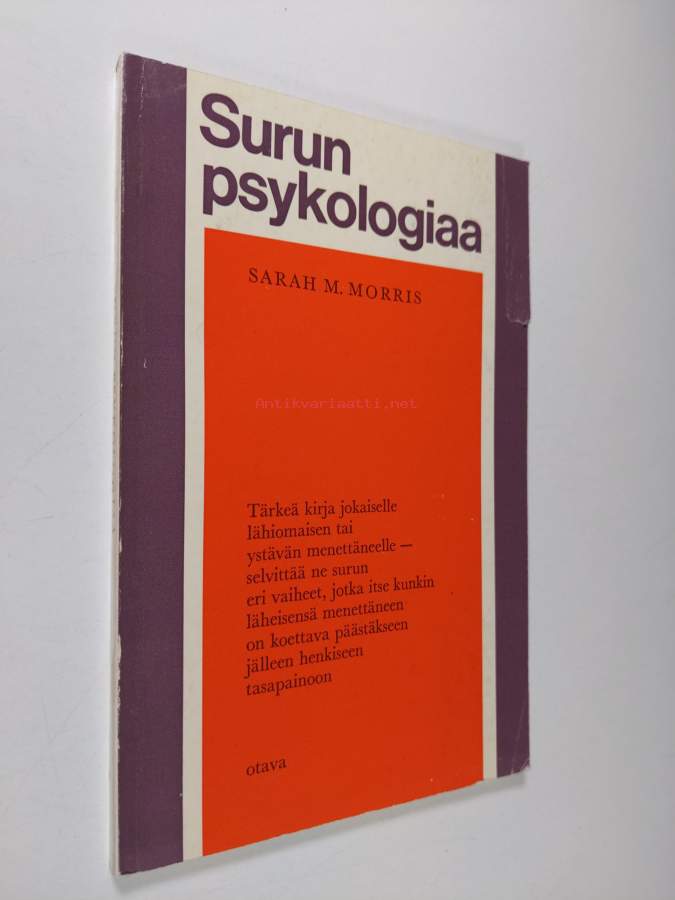 Surun
psykologiaa
SARAH M. MORRIS
Antikvariaatti.net
Tärkeä kirja jokaiselle
lähiomaisen tai
ystävän menettäneelle —
selvittää ne surun
eri vaiheet, jotka itse kunkin
läheisensä menettäneen
on koettava päästäkseen
jälleen henkiseen
tasapainoon
otava